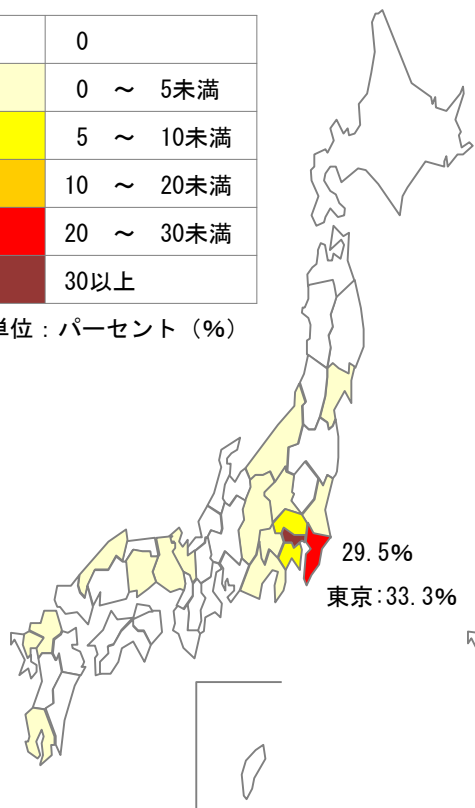 0
0 ～ 5未満
5 ～ 10未満
10 ～ 20未満
20 ～ 30未満
30以上
単位：パーセント（%）
29.5%
東京:33.3%